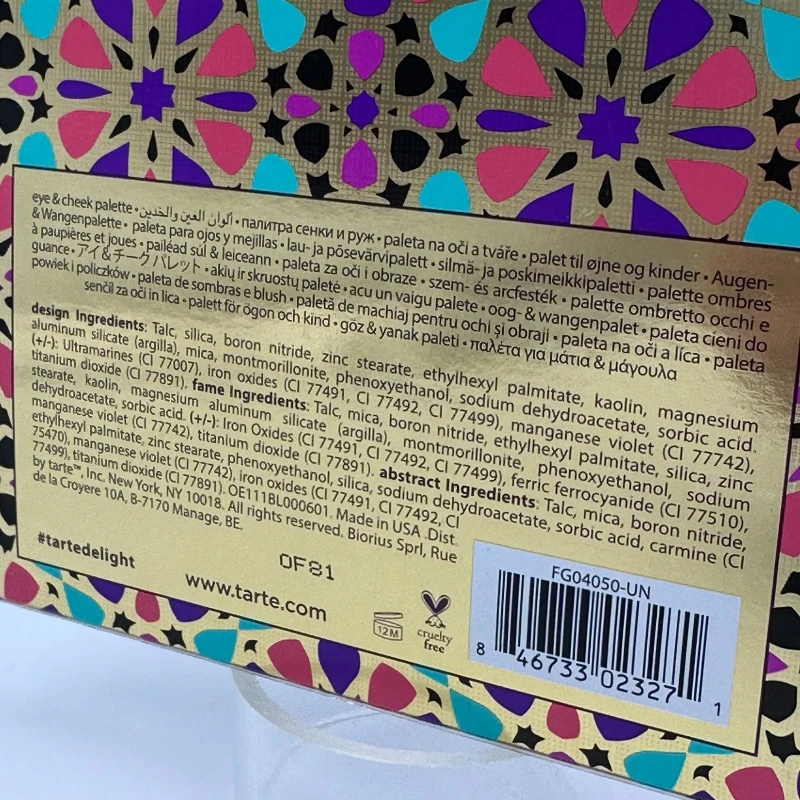 eye & cheek palette • ألوان العين والخدين • палитра сенки и руж • paleta na oči a tváře • palet til øjne og kinder • Augen-
& Wangenpalette • paleta para ojos y mejillas • lau- ja põsevärvipalett • silmä- ja poskimeikkipaletti • palette ombres
à paupières et joues • pailéad súl & leiceann • paleta za oči i obraze • szem- és arcfesték • palette ombretto occhi e
guance • アイ&チークパレット • akių ir skruostų paletė • acu un vaigu palete • oog- & wangenpalet • paleta cieni do
powiek i policzków • paleta de sombras e blush • paletă de machiaj pentru ochi și obraji • paleta na oči a líca • paleta
senčil za oči in lica • palett för ögon och kind • göz & yanak paleti • παλέτα για μάτια & μάγουλα
design Ingredients: Talc, silica, boron nitride, zinc stearate, ethylhexyl palmitate, kaolin, magnesium
aluminum silicate (argilla), mica, montmorillonite, phenoxyethanol, sodium dehydroacetate, sorbic acid.
(+/-): Ultramarines (CI 77007), iron oxides (CI 77491, CI 77492, CI 77499), manganese violet (CI 77742),
titanium dioxide (CI 77891). fame Ingredients: Talc, mica, boron nitride, ethylhexyl palmitate, silica, zinc
stearate, kaolin, magnesium aluminum silicate (argilla), montmorillonite, phenoxyethanol, sodium
dehydroacetate, sorbic acid. (+/-): Iron Oxides (CI 77491, CI 77492, CI 77499), ferric ferrocyanide (CI 77510),
manganese violet (CI 77742), titanium dioxide (CI 77891). abstract Ingredients: Talc, mica, boron nitride,
ethylhexyl palmitate, zinc stearate, phenoxyethanol, silica, sodium dehydroacetate, sorbic acid, carmine (CI
75470), manganese violet (CI 77742), iron oxides (CI 77491, CI 77492, CI
77499), titanium dioxide (CI 77891). OE111BL000601. Made in USA .Dist.
by tarte™, Inc. New York, NY 10018. All rights reserved. Biorius Sprl, Rue
de la Croyere 10A, B-7170 Manage, BE.
#tartedelight
0F81
www.tarte.com
12M
cruelty
free
FG04050-UN
8 46733 02327 1